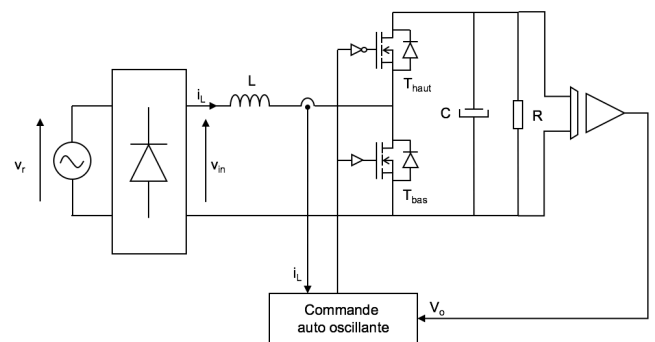 L
i_L
T_haut
C
R
v_r
v_in
T_bas
i_L
Commande
auto oscillante
V_o